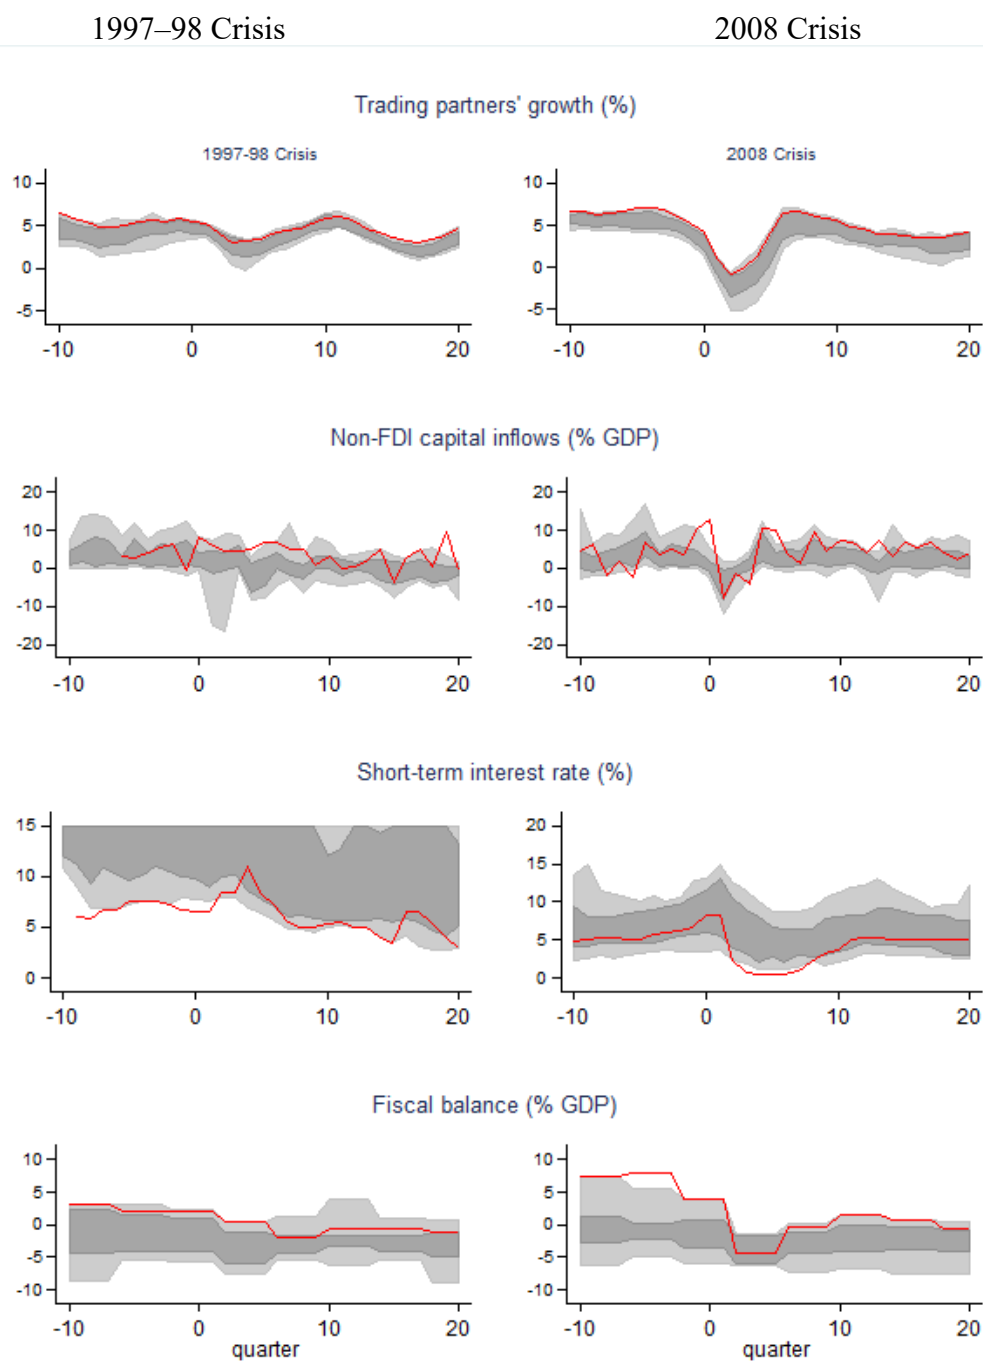 1997–98 Crisis 2008 Crisis
Trading partners' growth (%)
1997-98 Crisis 2008 Crisis
10 10
5 5
0 0
-5 -5
-10 0 10 20 -10 0 10 20
Non-FDI capital inflows (% GDP)
20 20
10 10
0 0
-10 -10
-20 -20
-10 0 10 20 -10 0 10 20
Short-term interest rate (%)
15 20
15
10 10
5 5
0 0
-10 0 10 20 -10 0 10 20
Fiscal balance (% GDP)
10 10
5 5
0 0
-5 -5
-10 -10
-10 0 10 20 -10 0 10 20
quarter quarter